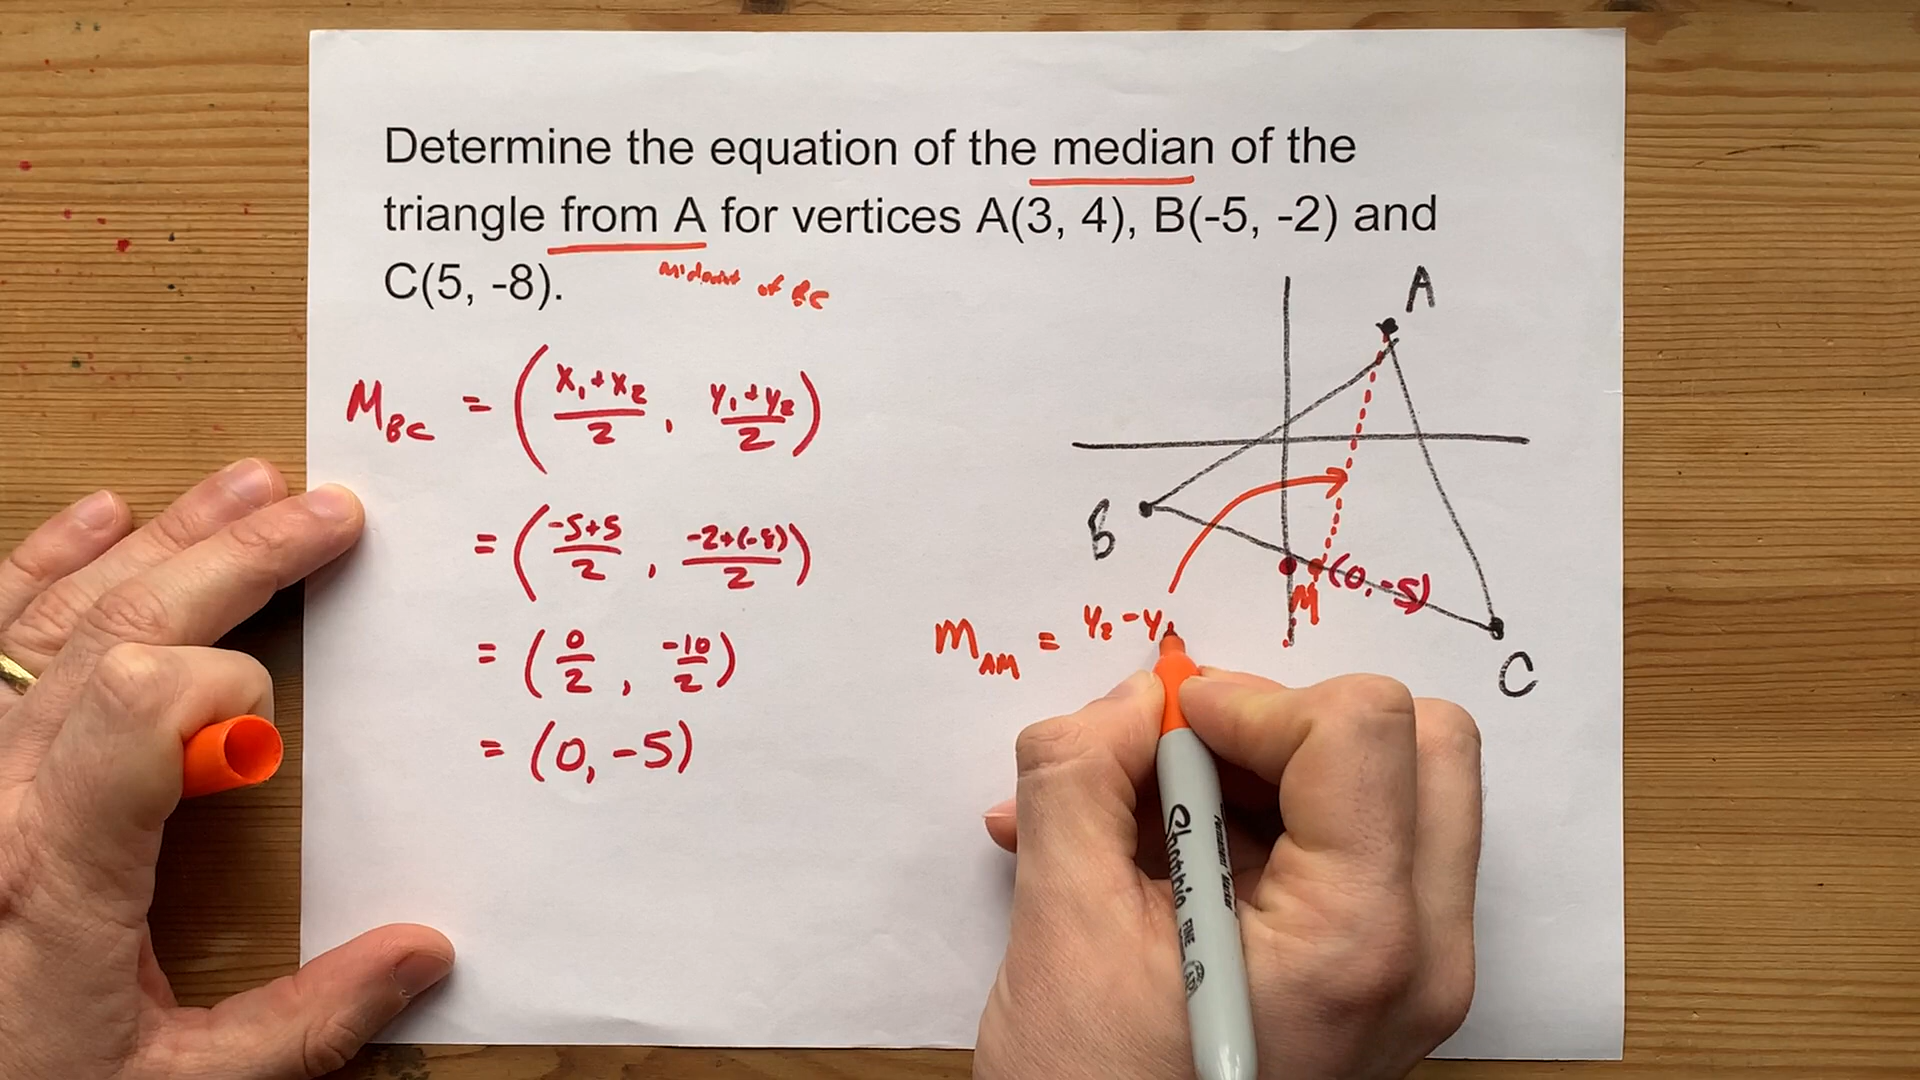 Determine the equation of the median of the
triangle from A for vertices A(3, 4), B(-5, -2) and
C(5, -8).
Midpoint of BC
A
M_BC = ( (x₁+x₂)/2 , (y₁+y₂)/2 )
B
= ( (-5+5)/2 , (-2+(-8))/2 )
(0, -5)
M
M_AM = y₂ - y₁
C
= ( 0/2 , -10/2 )
= (0, -5)
Sharpie
FINE
Permanent Marker